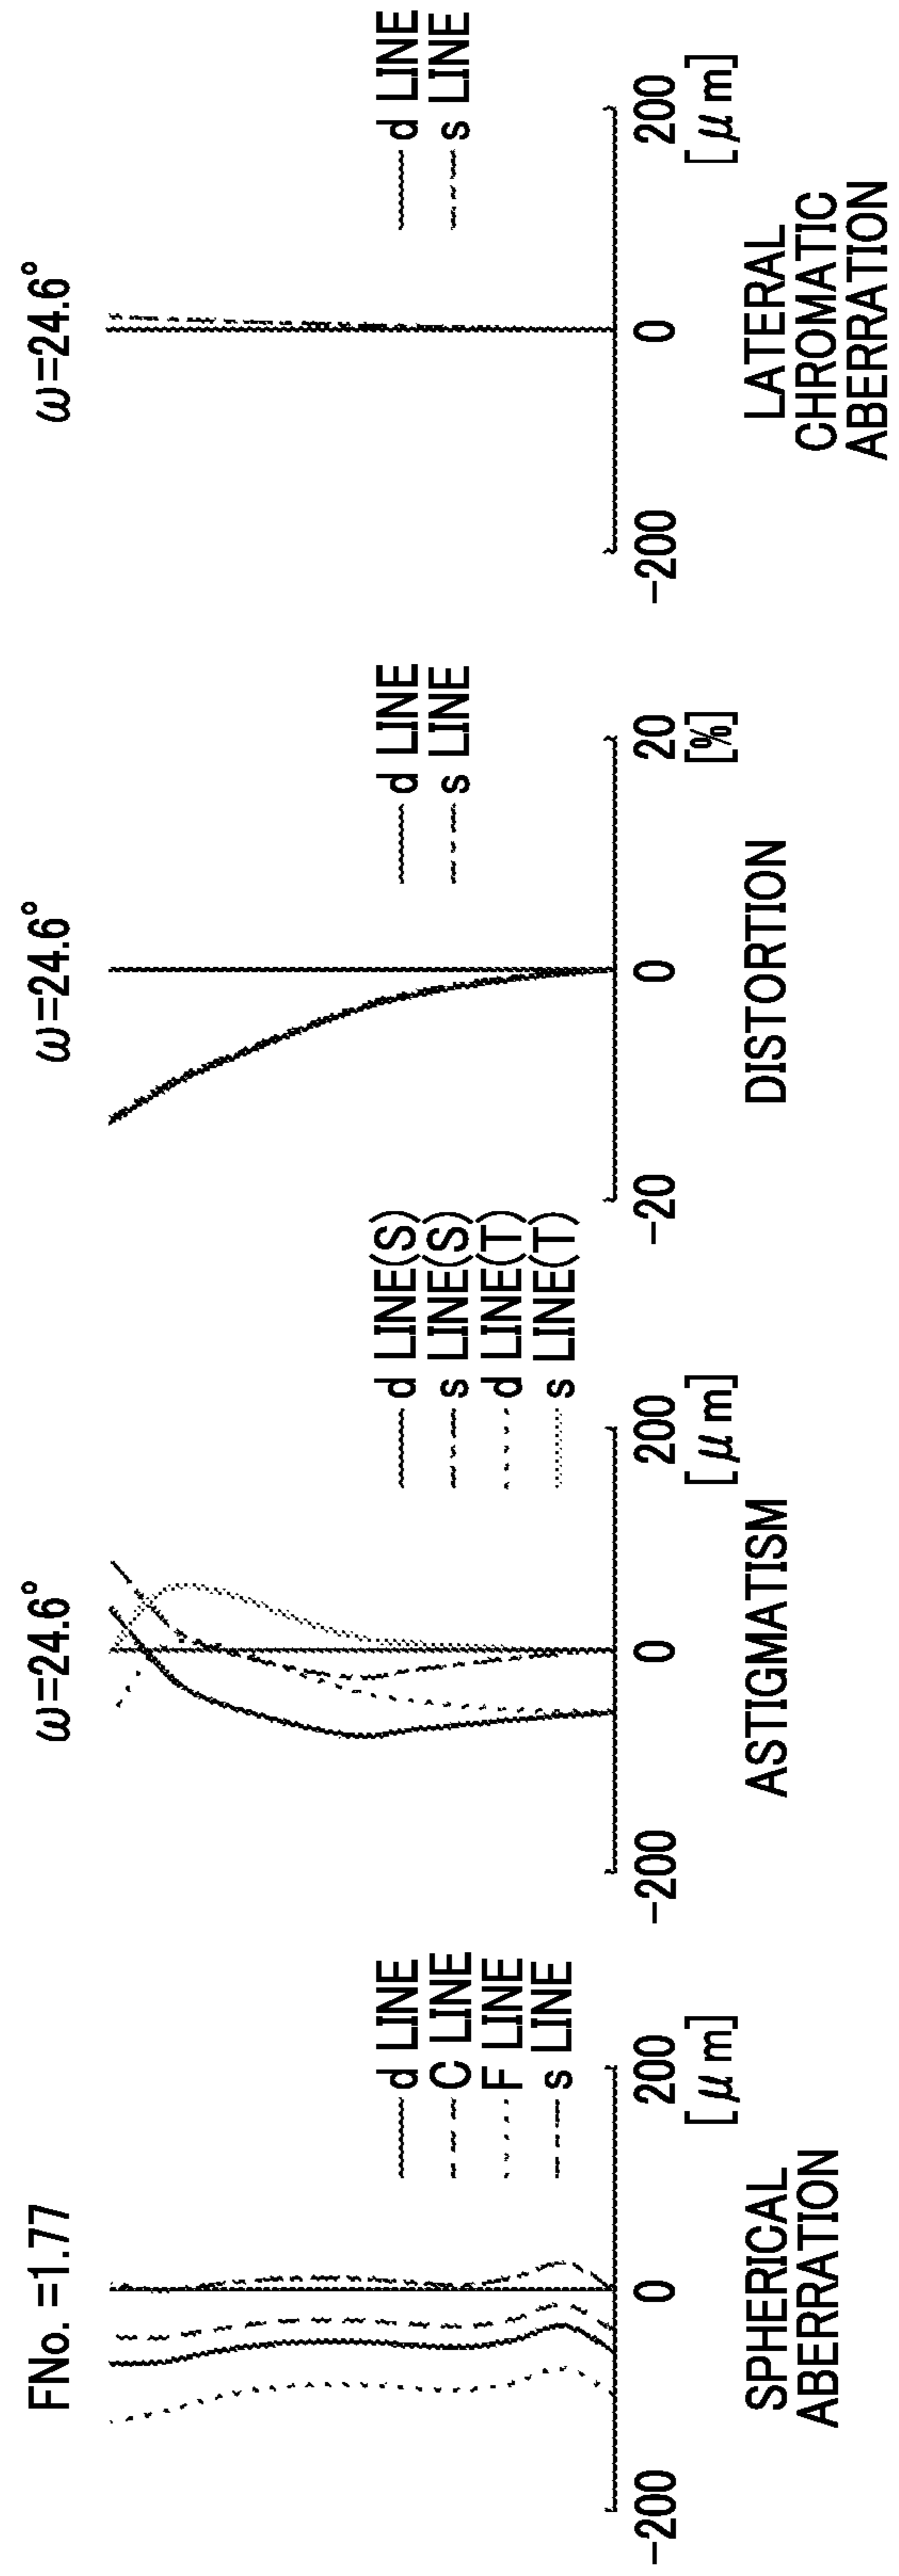 FNo. =1.77
d LINE
C LINE
F LINE
s LINE
-200
0
200
[μm]
SPHERICAL
ABERRATION
ω=24.6°
d LINE(S)
s LINE(S)
d LINE(T)
s LINE(T)
-200
0
200
[μm]
ASTIGMATISM
ω=24.6°
d LINE
s LINE
-20
0
20
[%]
DISTORTION
ω=24.6°
d LINE
s LINE
-200
0
200
[μm]
LATERAL
CHROMATIC
ABERRATION